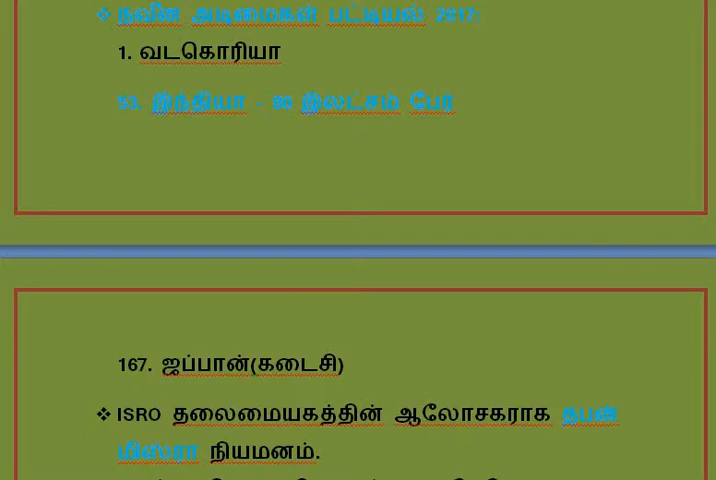 ❖ நவீன அடிமைகள் பட்டியல் 2017:
1. வடகொரியா
53. இந்தியா - 80 இலட்சம் பேர்
167. ஜப்பான்(கடைசி)
❖ ISRO தலைமையகத்தின் ஆலோசகராக தபன்
மிஸ்ரா நியமனம்.